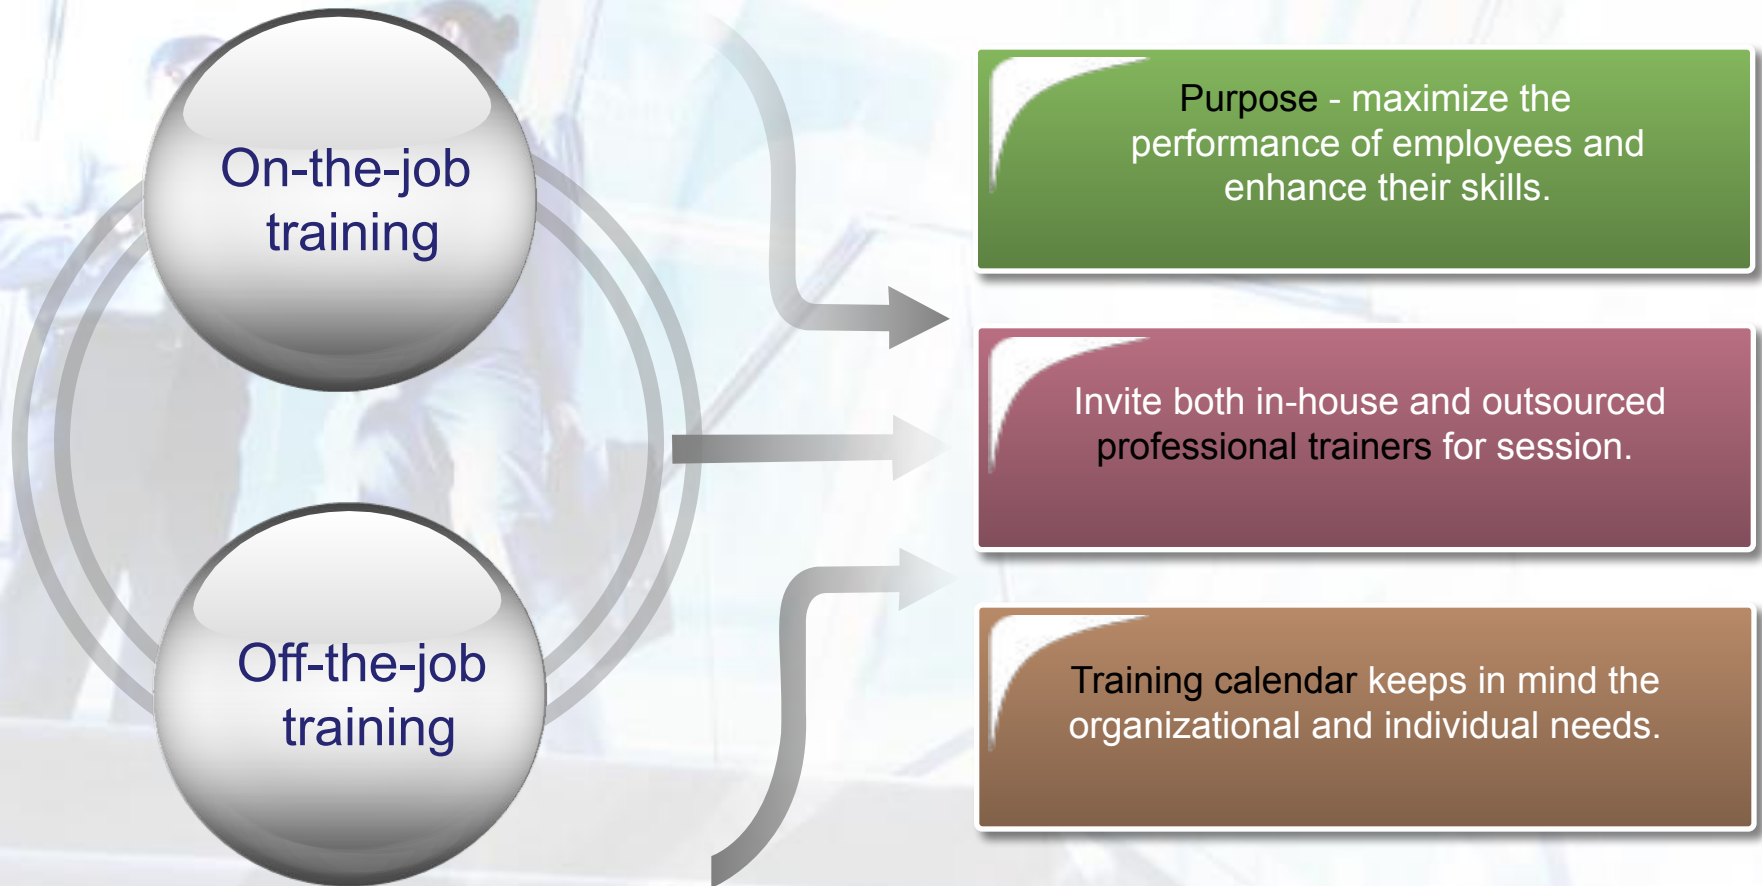 On-the-job
training
Off-the-job
training
Purpose - maximize the
performance of employees and
enhance their skills.
Invite both in-house and outsourced
professional trainers for session.
Training calendar keeps in mind the
organizational and individual needs.